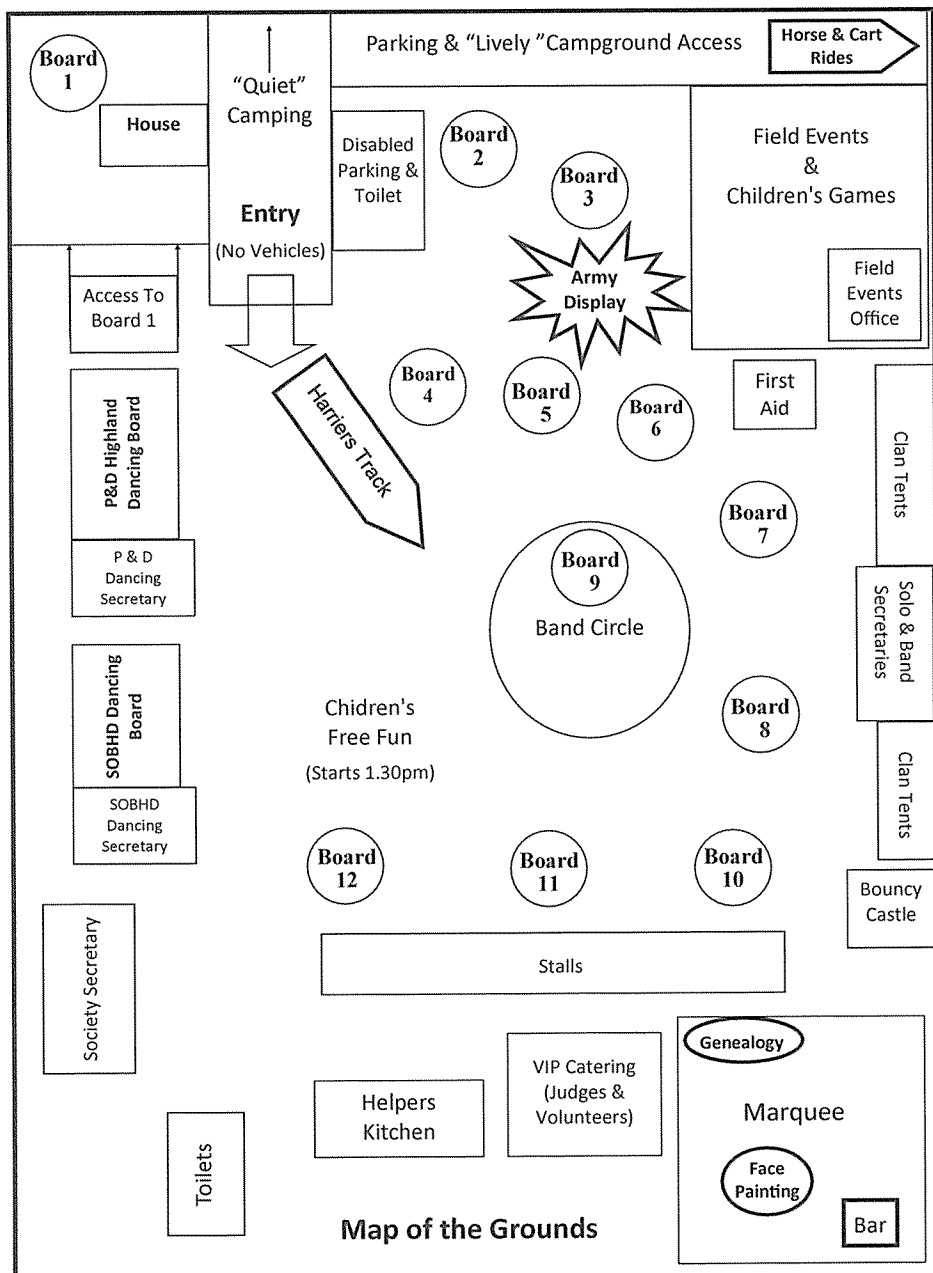 Board
1
House
"Quiet"
Camping
Entry
(No Vehicles)
Parking & "Lively "Campground Access
Horse & Cart
Rides
Disabled
Parking &
Toilet
Board
2
Board
3
Field Events
&
Children's Games
Field
Events
Office
Army
Display
Access To
Board 1
Harriers Track
Board
4
Board
5
Board
6
First
Aid
Clan Tents
P&D Highland
Dancing Board
P & D
Dancing
Secretary
Board
7
Board
9
Band Circle
Solo & Band
Secretaries
SOBHD Dancing
Board
SOBHD
Dancing
Secretary
Chidren's
Free Fun
(Starts 1.30pm)
Board
8
Clan Tents
Board
12
Board
11
Board
10
Bouncy
Castle
Society Secretary
Stalls
Toilets
Helpers
Kitchen
VIP Catering
(Judges &
Volunteers)
Genealogy
Marquee
Face
Painting
Bar
Map of the Grounds